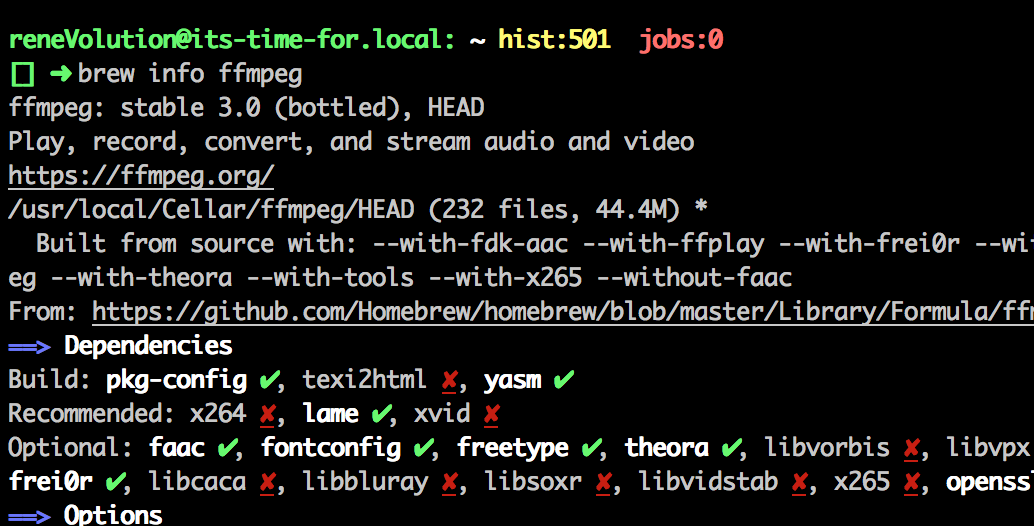 reneVolution@its-time-for.local: ~ hist:501 jobs:0
➜ brew info ffmpeg
ffmpeg: stable 3.0 (bottled), HEAD
Play, record, convert, and stream audio and video
https://ffmpeg.org/
/usr/local/Cellar/ffmpeg/HEAD (232 files, 44.4M) *
Built from source with: --with-fdk-aac --with-ffplay --with-frei0r --wi
eg --with-theora --with-tools --with-x265 --without-faac
From: https://github.com/Homebrew/homebrew/blob/master/Library/Formula/ff
==> Dependencies
Build: pkg-config ✔, texi2html ✘, yasm ✔
Recommended: x264 ✘, lame ✔, xvid ✘
Optional: faac ✔, fontconfig ✔, freetype ✔, theora ✔, libvorbis ✘, libvpx
frei0r ✔, libcaca ✘, libbluray ✘, libsoxr ✘, libvidstab ✘, x265 ✘, openss
==> Options